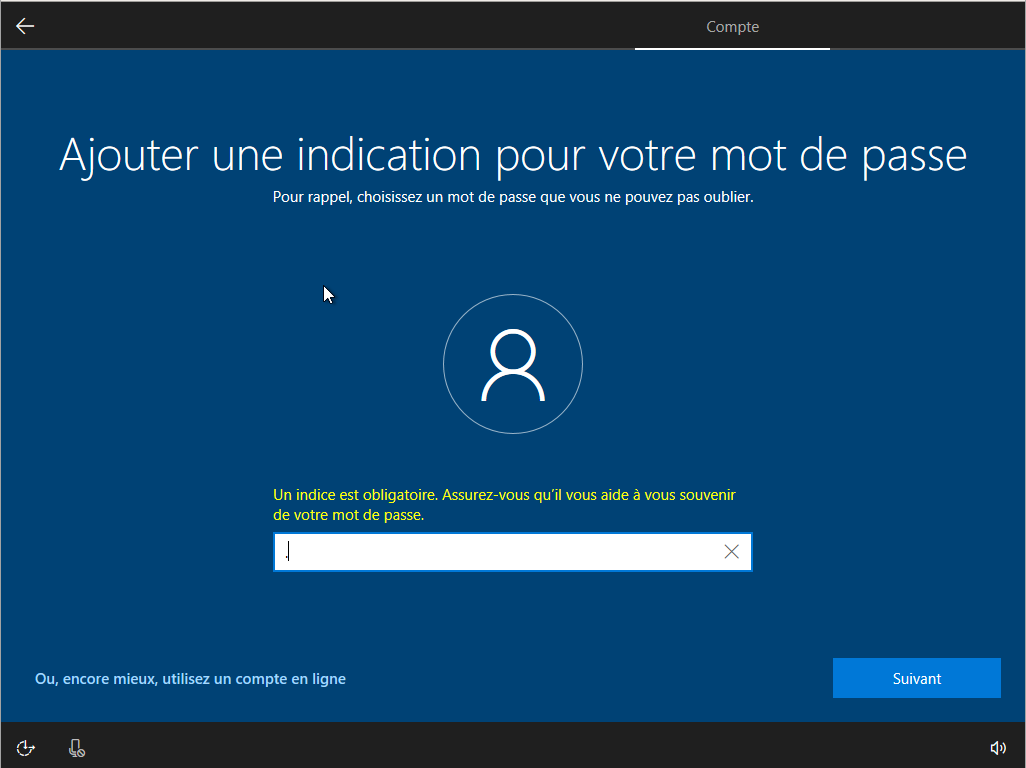 Compte
Ajouter une indication pour votre mot de passe
Pour rappel, choisissez un mot de passe que vous ne pouvez pas oublier.
Un indice est obligatoire. Assurez-vous qu'il vous aide à vous souvenir
de votre mot de passe.
.
Ou, encore mieux, utilisez un compte en ligne
Suivant